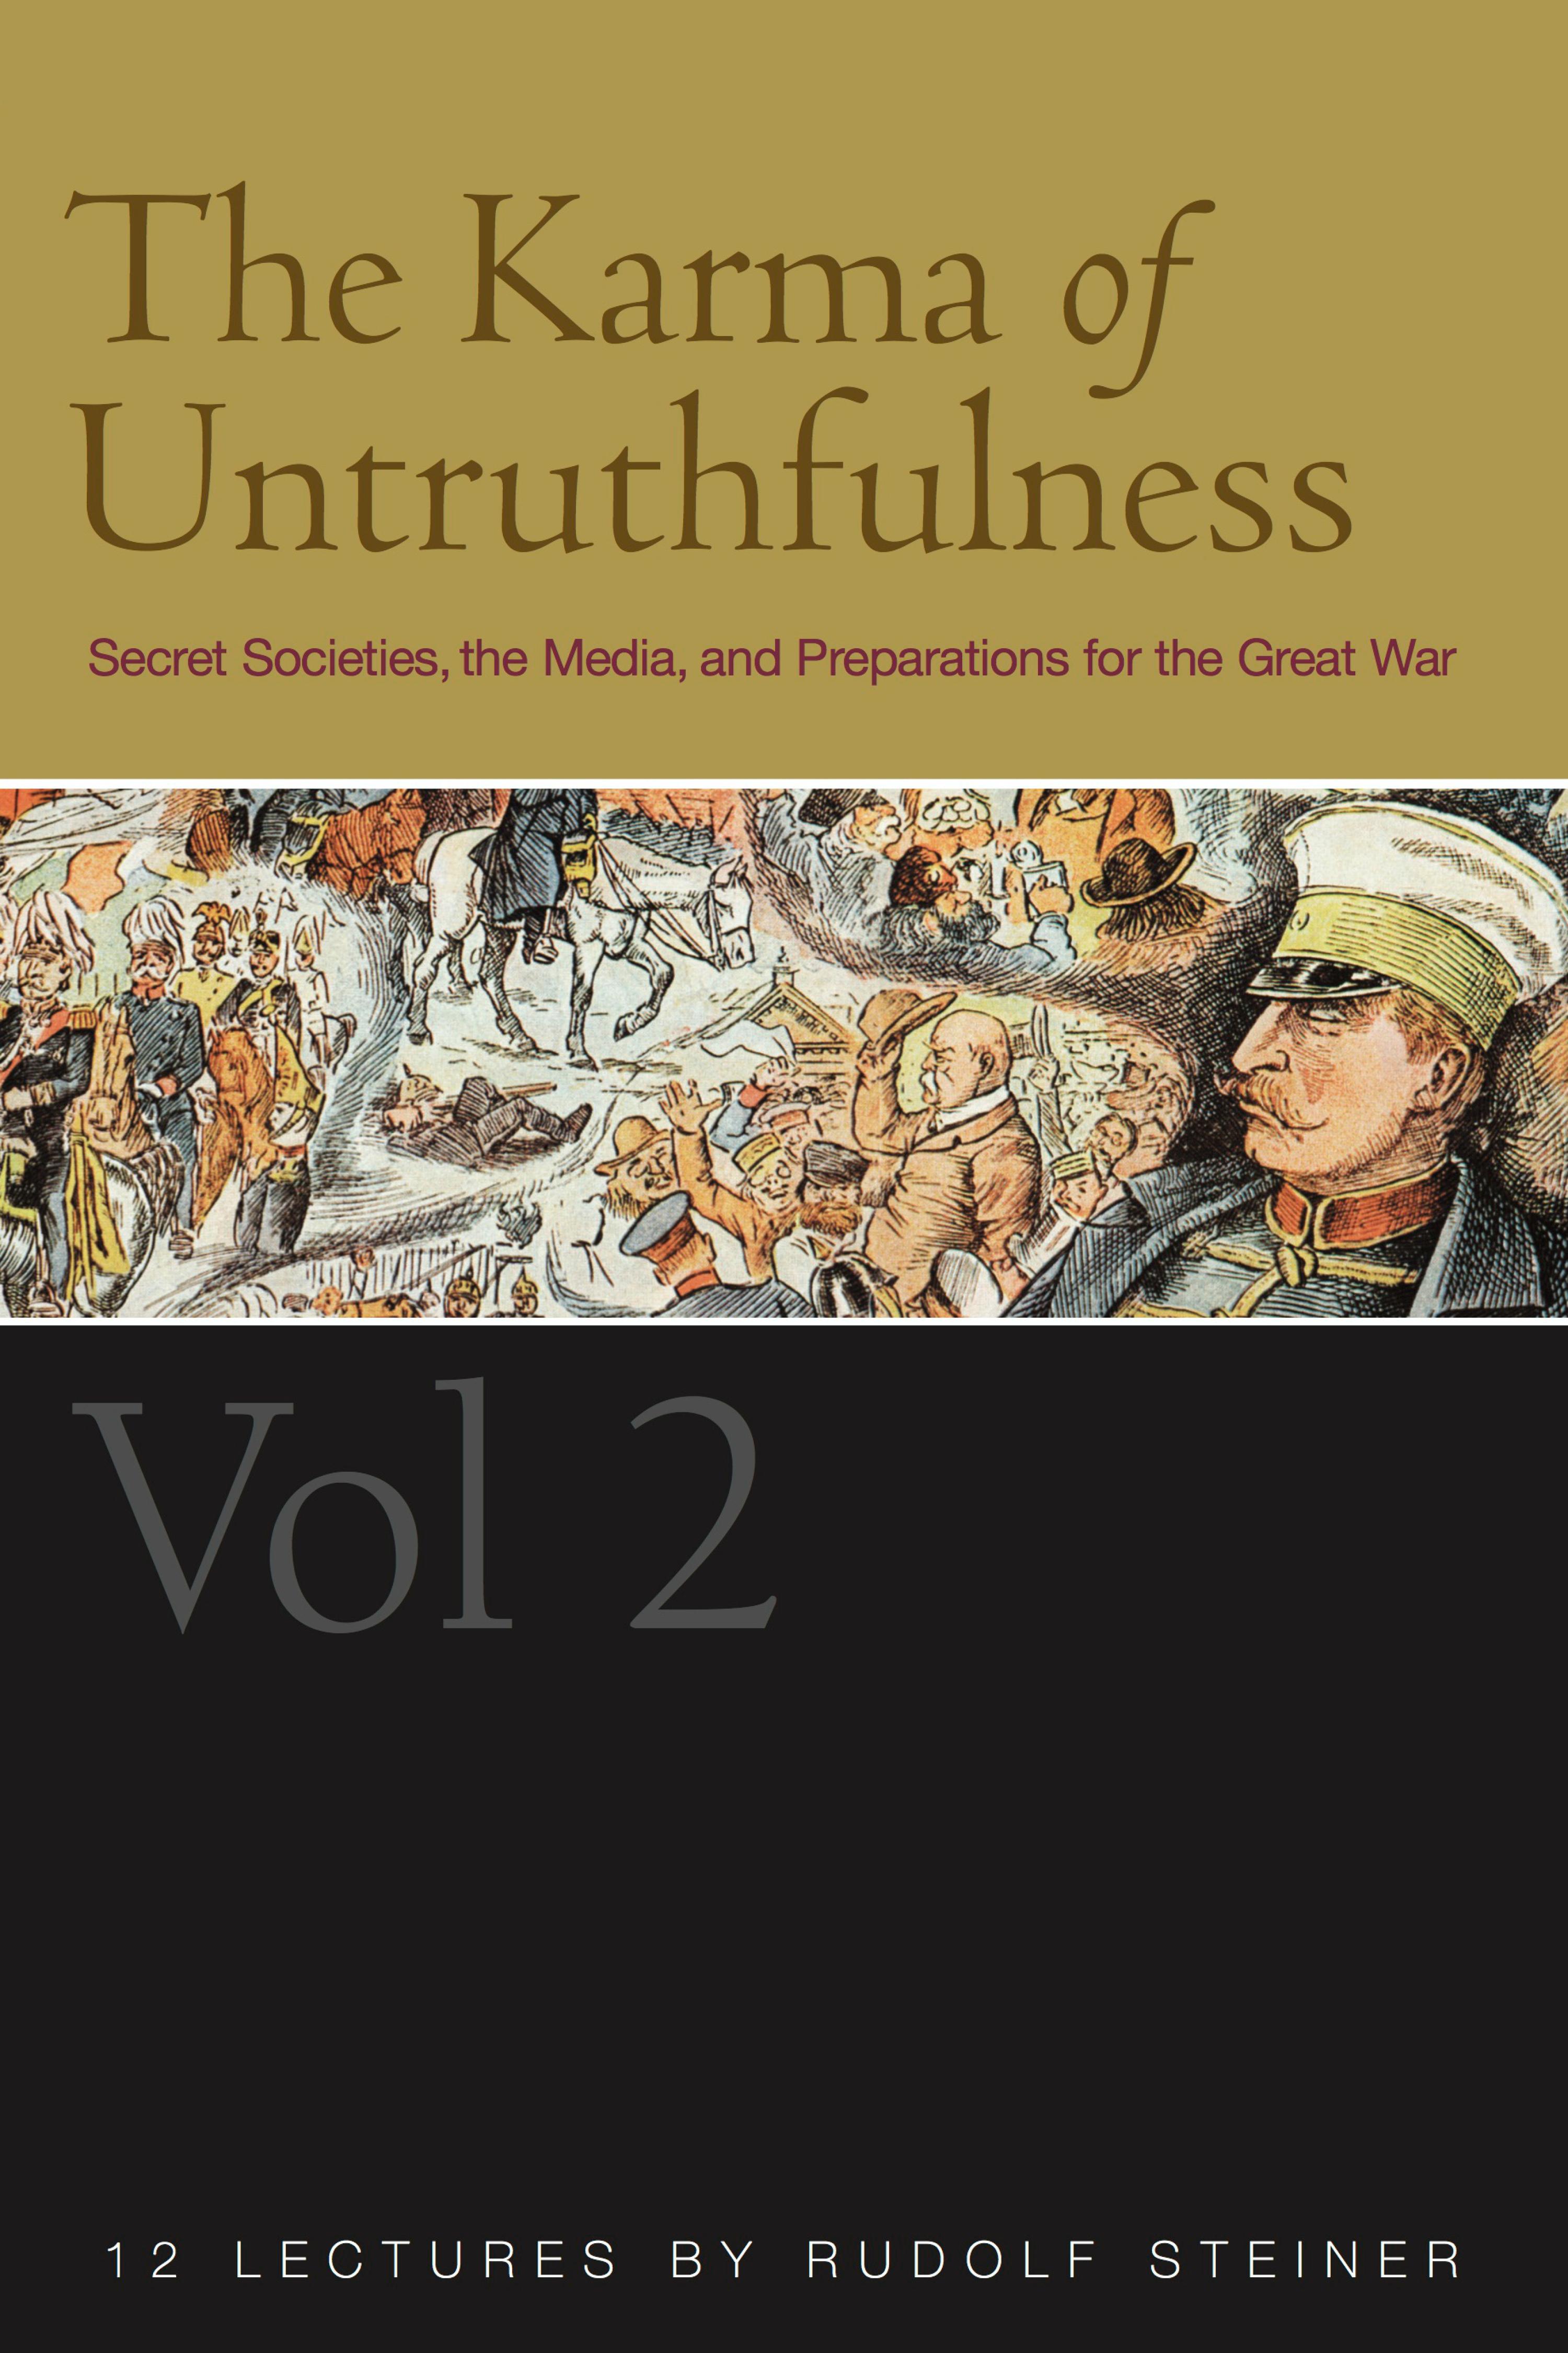 The Karma of
Untruthfulness
Secret Societies, the Media, and Preparations for the Great War
Vol 2
12 LECTURES BY RUDOLF STEINER